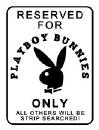 RESERVED
FOR
PLAYBOY BUNNIES
ONLY
ALL OTHERS WILL BE
STRIP SEARCHED!